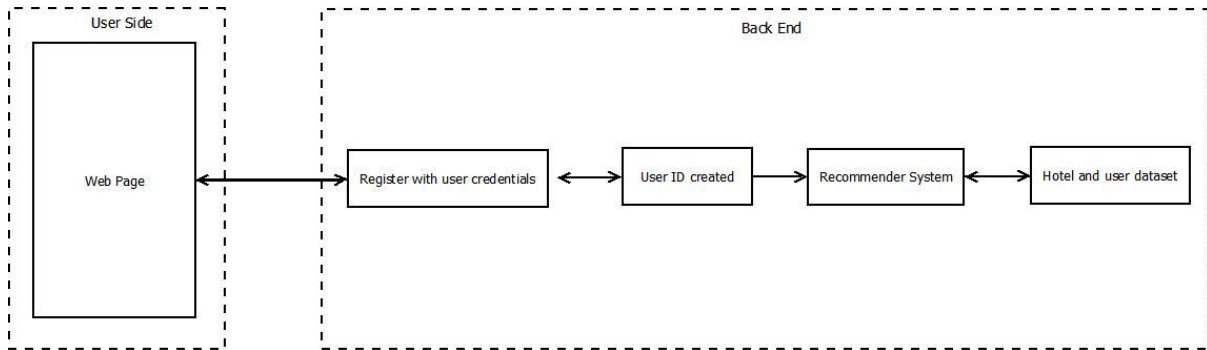 User Side
Back End
Web Page
Register with user credentials
User ID created
Recommender System
Hotel and user dataset